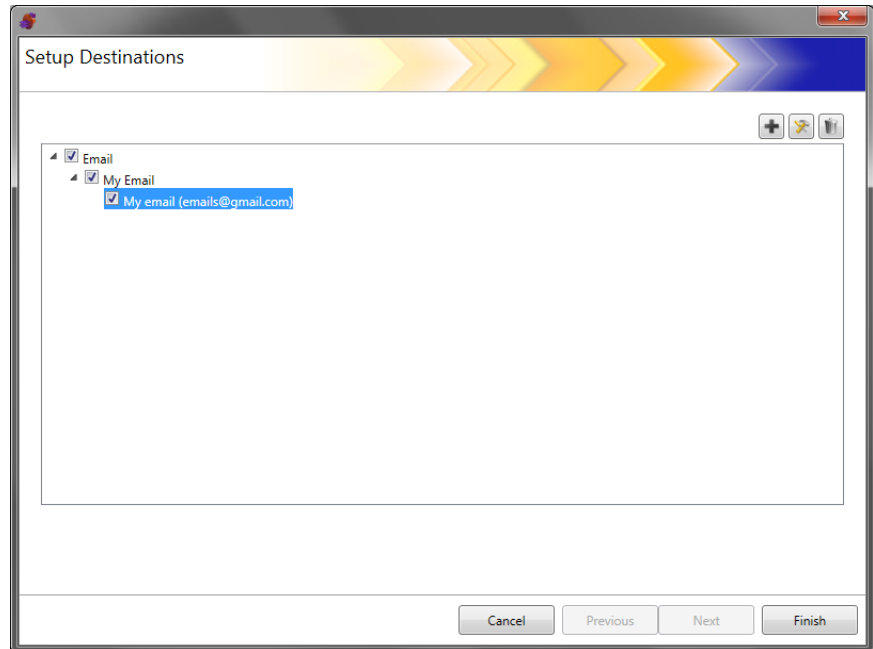 Setup Destinations
Email
My Email
My email (emails@gmail.com)
Cancel Previous Next Finish